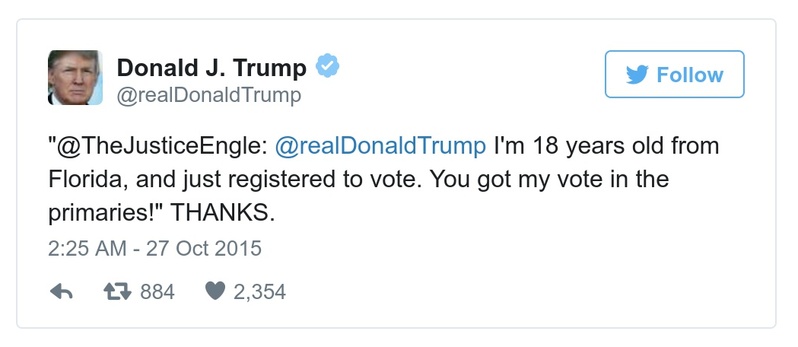 Donald J. Trump
@realDonaldTrump
Follow
"@TheJusticeEngle: @realDonaldTrump I'm 18 years old from
Florida, and just registered to vote. You got my vote in the
primaries!" THANKS.
2:25 AM - 27 Oct 2015
884 2,354